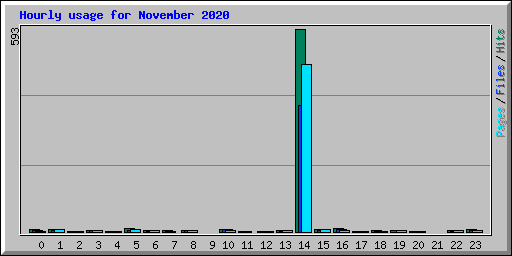 Hourly usage for November 2020
593
Pages / Files / Hits
0 1 2 3 4 5 6 7 8 9 10 11 12 13 14 15 16 17 18 19 20 21 22 23